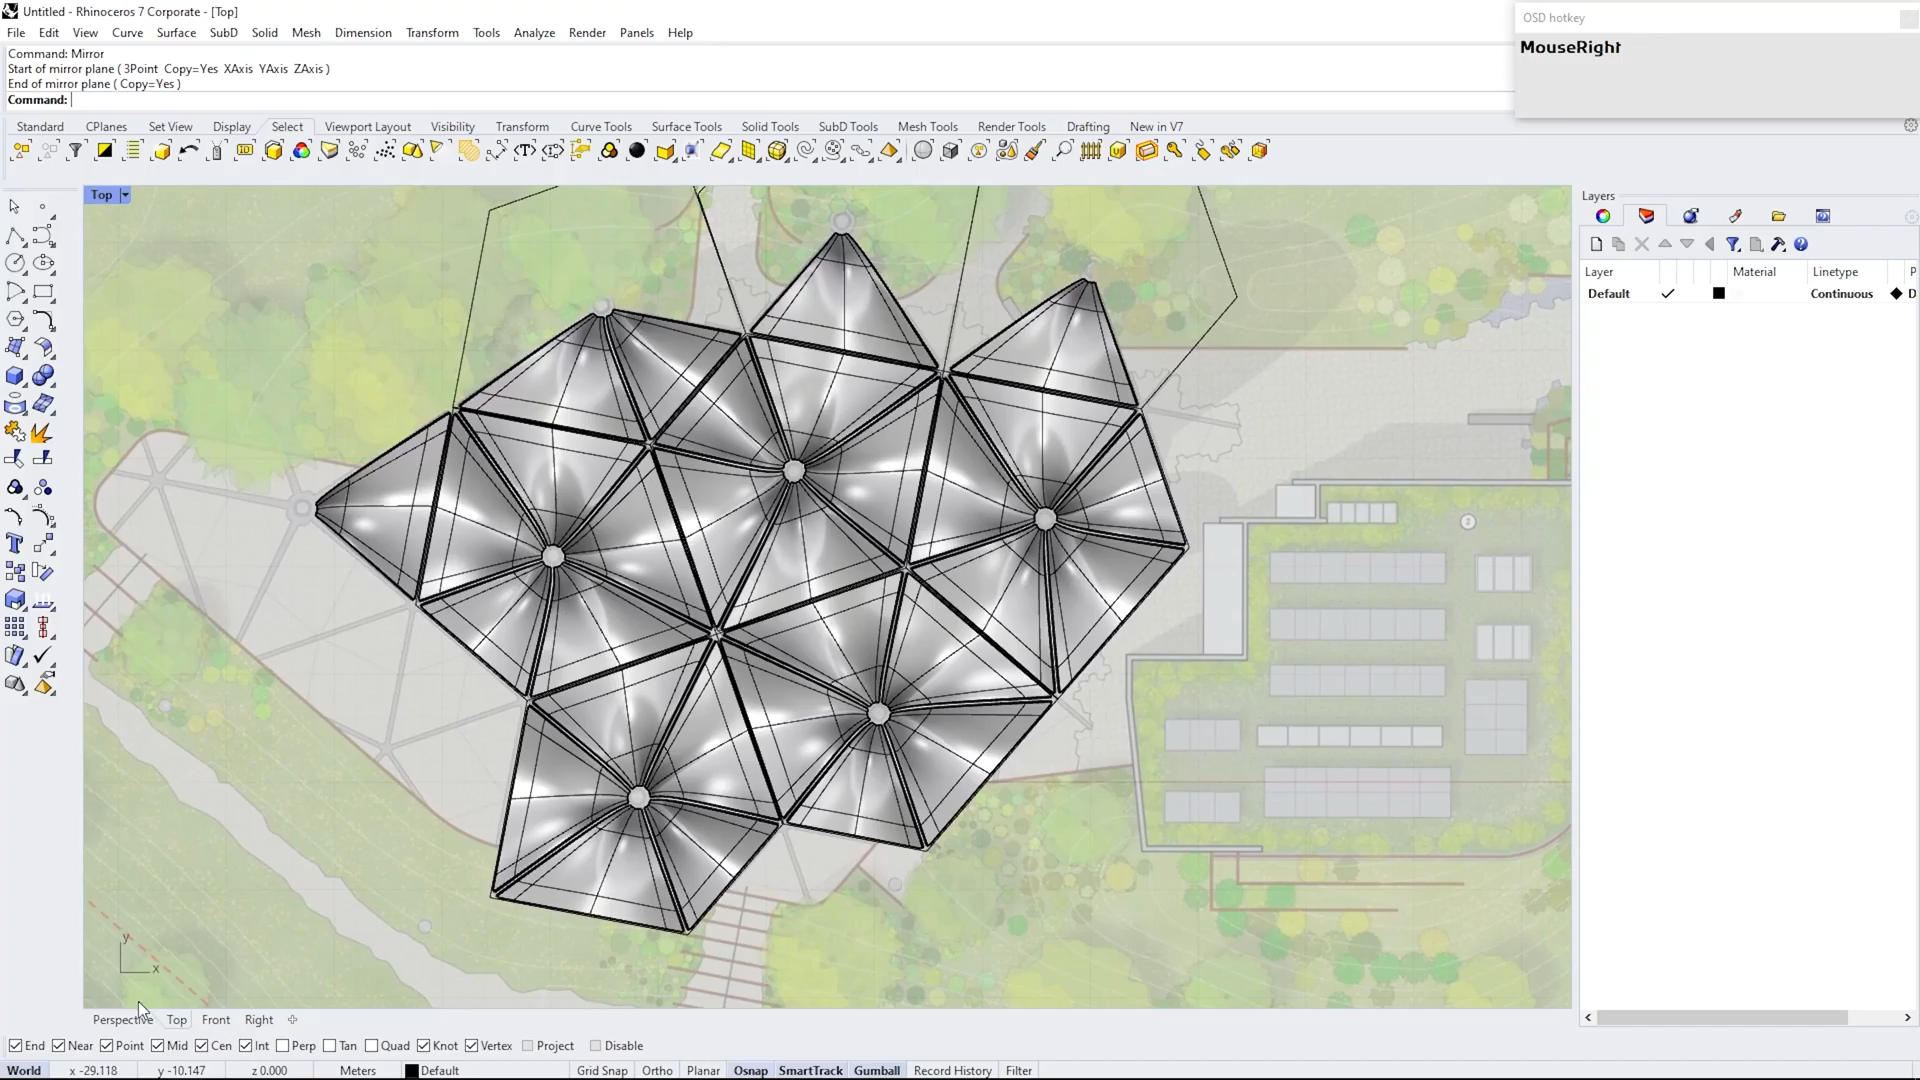 Untitled - Rhinoceros 7 Corporate - [Top]
OSD hotkey
MouseRight
File Edit View Curve Surface SubD Solid Mesh Dimension Transform Tools Analyze Render Panels Help
Command: Mirror
Start of mirror plane ( 3Point Copy=Yes XAxis YAxis ZAxis )
End of mirror plane ( Copy=Yes )
Command:
Standard CPlanes Set View Display Select Viewport Layout Visibility Transform Curve Tools Surface Tools Solid Tools SubD Tools Mesh Tools Render Tools Drafting New in V7
Top
Layers
Layer Material Linetype P
Default Continuous D
y
x
Perspective Top Front Right
End Near Point Mid Cen Int Perp Tan Quad Knot Vertex Project Disable
World x -29.118 y -10.147 z 0.000 Meters Default Grid Snap Ortho Planar Osnap SmartTrack Gumball Record History Filter